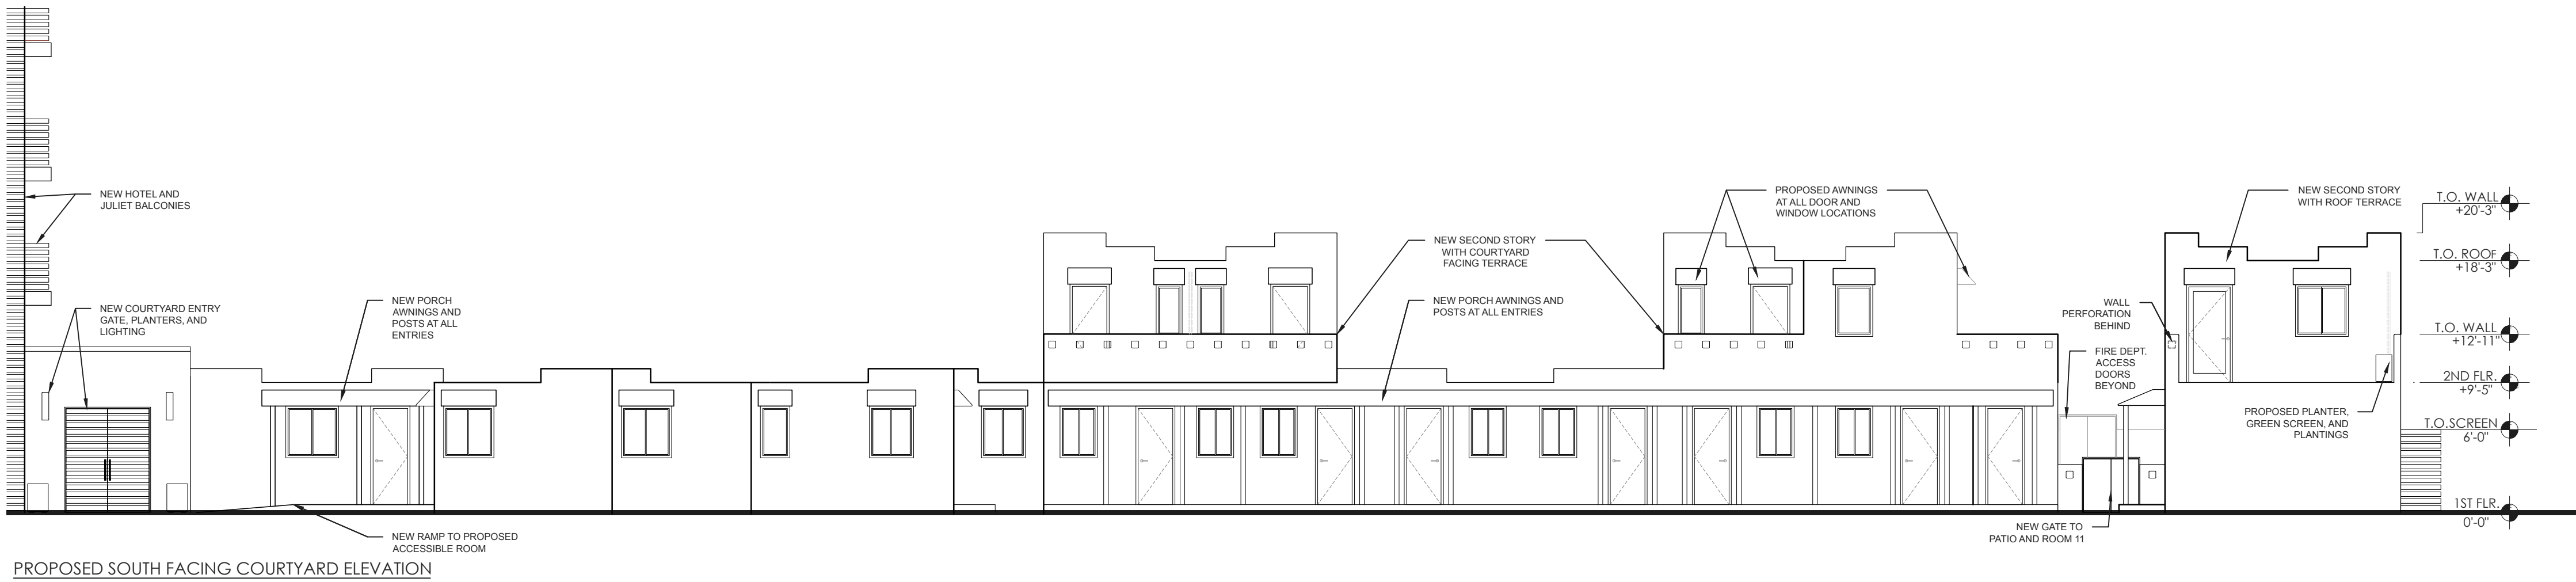 NEW HOTEL AND
JULIET BALCONIES
NEW COURTYARD ENTRY
GATE, PLANTERS, AND
LIGHTING
NEW PORCH
AWNINGS AND
POSTS AT ALL
ENTRIES
NEW RAMP TO PROPOSED
ACCESSIBLE ROOM
NEW SECOND STORY
WITH COURTYARD
FACING TERRACE
NEW PORCH AWNINGS AND
POSTS AT ALL ENTRIES
PROPOSED AWNINGS
AT ALL DOOR AND
WINDOW LOCATIONS
WALL
PERFORATION
BEHIND
FIRE DEPT.
ACCESS
DOORS
BEYOND
NEW GATE TO
PATIO AND ROOM 11
NEW SECOND STORY
WITH ROOF TERRACE
PROPOSED PLANTER,
GREEN SCREEN, AND
PLANTINGS
T.O. WALL
+20'-3"
T.O. ROOF
+18'-3"
T.O. WALL
+12'-11"
2ND FLR.
+9'-5"
T.O.SCREEN
6'-0"
1ST FLR.
0'-0"
PROPOSED SOUTH FACING COURTYARD ELEVATION